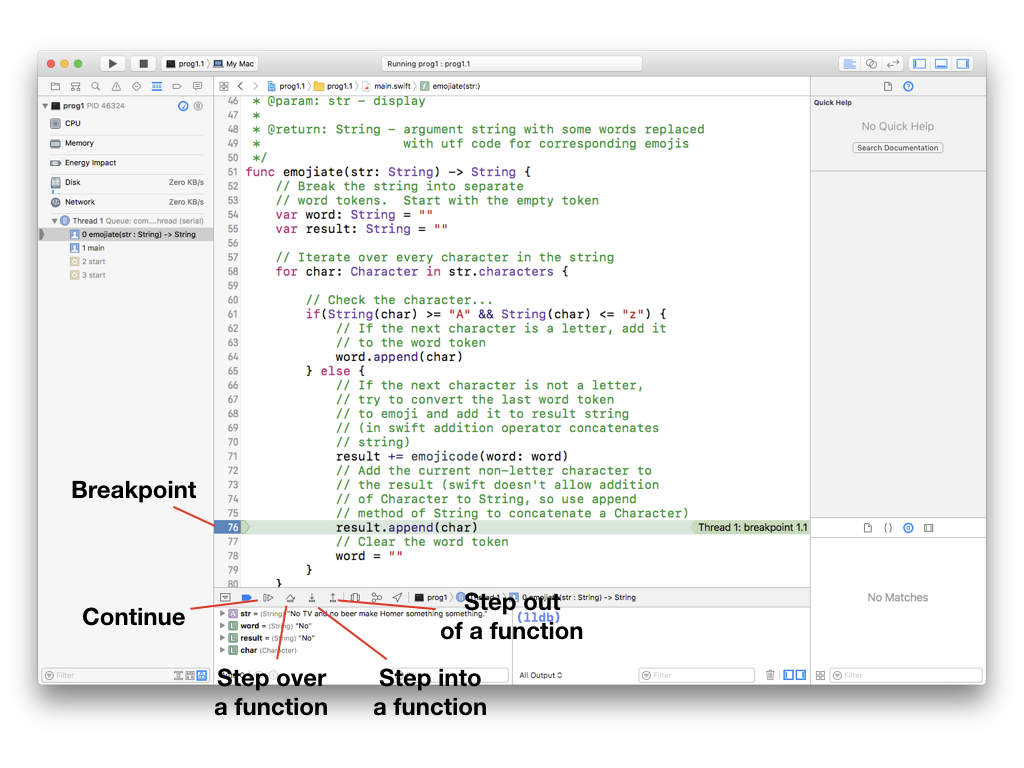 prog1.1 My Mac
Running prog1 : prog1.1
prog1.1 prog1.1 main.swift emojiate(str:)
prog1 PID 46324
CPU
Memory
Energy Impact
Disk Zero KB/s
Network Zero KB/s
Thread 1 Queue: com....hread (serial)
0 emojiate(str : String) -> String
1 main
2 start
3 start
Filter
46 * @param: str - display
47 *
48 * @return: String - argument string with some words replaced
49 * with utf code for corresponding emojis
50 */
51 func emojiate(str: String) -> String {
52 // Break the string into separate
53 // word tokens.  Start with the empty token
54 var word: String = ""
55 var result: String = ""
56
57 // Iterate over every character in the string
58 for char: Character in str.characters {
59
60 // Check the character...
61 if(String(char) >= "A" && String(char) <= "z") {
62 // If the next character is a letter, add it
63 // to the word token
64 word.append(char)
65 } else {
66 // If the next character is not a letter,
67 // try to convert the last word token
68 // to emoji and add it to result string
69 // (in swift addition operator concatenates
70 // string)
71 result += emojicode(word: word)
72 // Add the current non-letter character to
73 // the result (swift doesn't allow addition
74 // of Character to String, so use append
75 // method of String to concatenate a Character)
76 result.append(char) Thread 1: breakpoint 1.1
77 // Clear the word token
78 word = ""
79 }
80 }
Quick Help
No Quick Help
Search Documentation
{ }
No Matches
Filter
Breakpoint
Continue
Step over
a function
Step into
a function
Step out
of a function
prog1 0 emojiate(str : String) -> String
str = (String) "No TV and no beer make Homer something something."
word = (String) "No"
result = (String) "No"
char (Character)
(lldb)
All Output
Filter